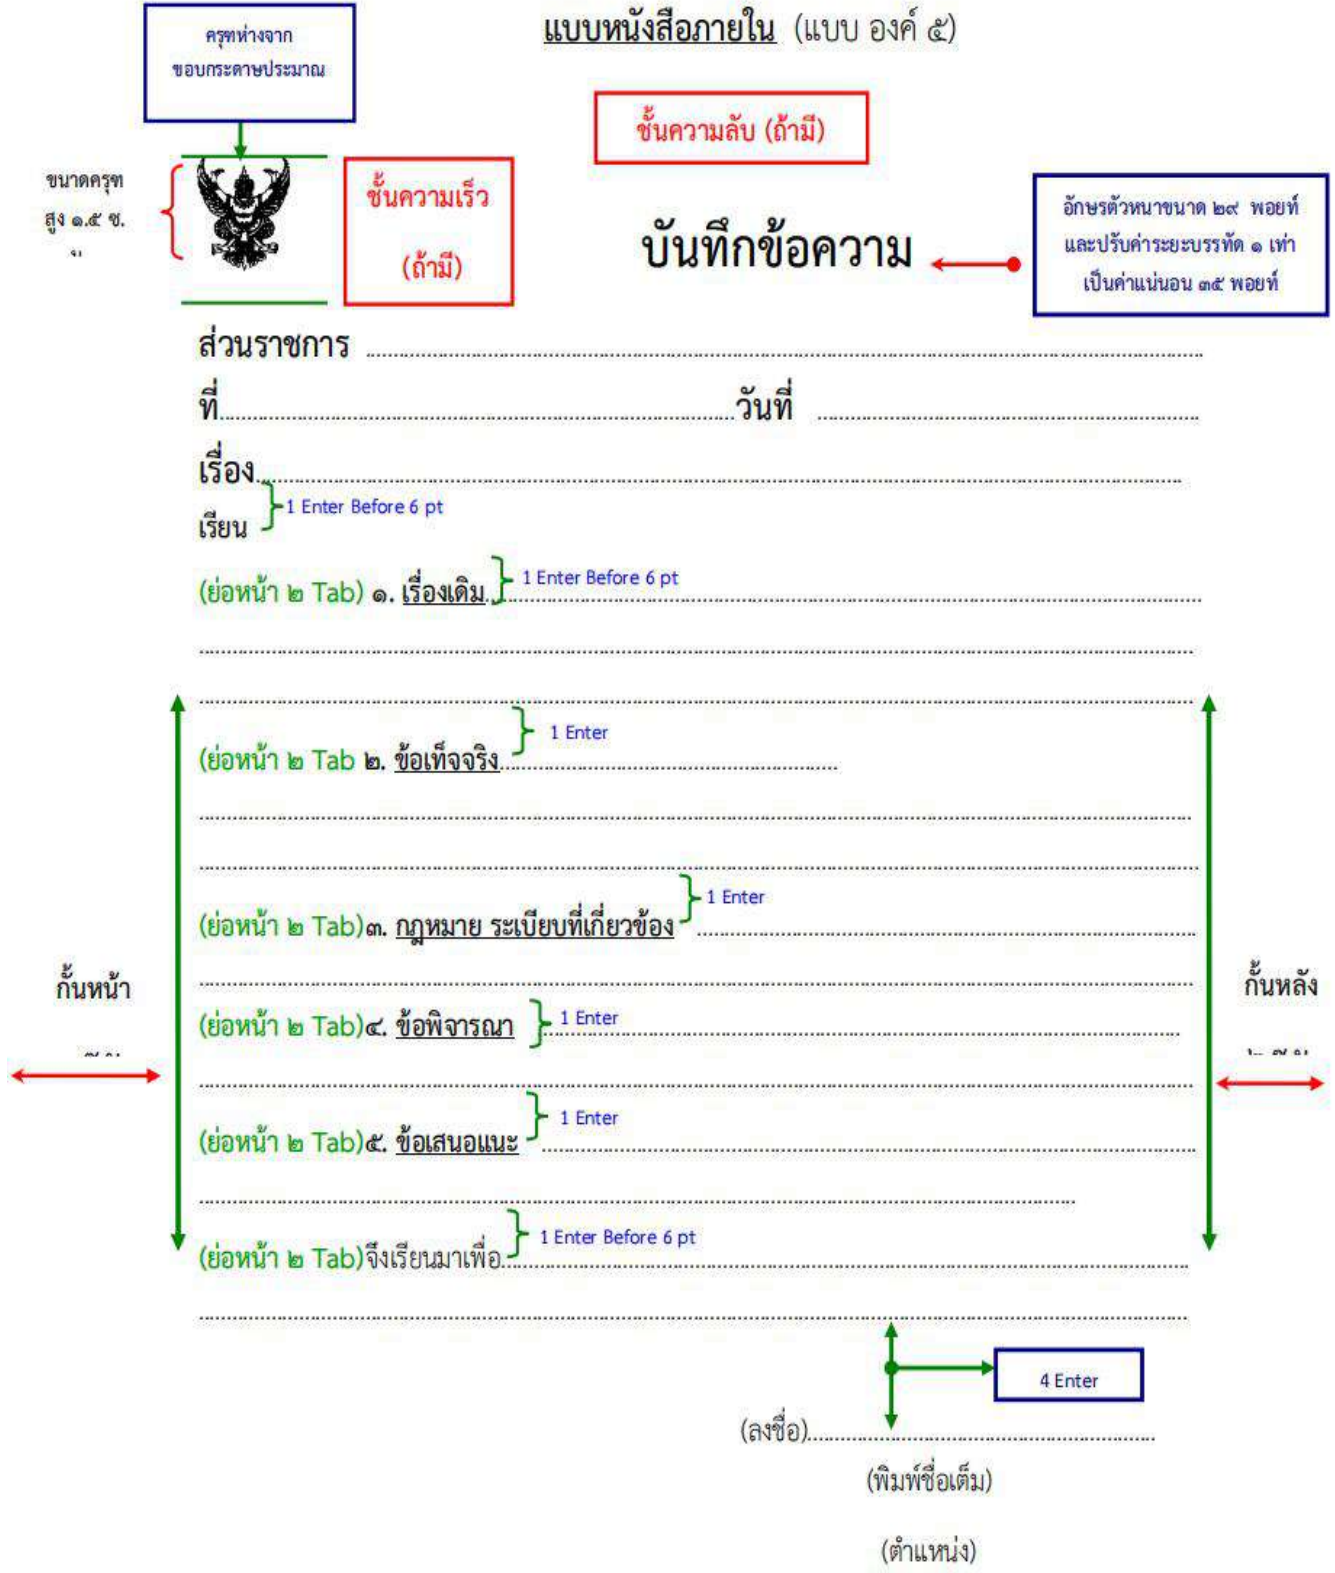 แบบหนังสือภายใน (แบบ องค์ ๕)
ครุฑห่างจาก
ขอบกระดาษประมาณ
ชั้นความลับ (ถ้ามี)
ขนาดครุฑ
สูง ๑.๕ ซ.
ชั้นความเร็ว
(ถ้ามี)
บันทึกข้อความ
อักษรตัวหนาขนาด ๒๙ พอยท์
และปรับค่าระยะบรรทัด ๑ เท่า
เป็นค่าแน่นอน ๓๕ พอยท์
ส่วนราชการ
ที่ วันที่
เรื่อง
1 Enter Before 6 pt
เรียน
1 Enter Before 6 pt
(ย่อหน้า ๒ Tab) ๑. เรื่องเดิม
1 Enter
(ย่อหน้า ๒ Tab ๒. ข้อเท็จจริง
1 Enter
(ย่อหน้า ๒ Tab)๓. กฎหมาย ระเบียบที่เกี่ยวข้อง
กั้นหน้า
กั้นหลัง
1 Enter
(ย่อหน้า ๒ Tab)๔. ข้อพิจารณา
1 Enter
(ย่อหน้า ๒ Tab)๕. ข้อเสนอแนะ
1 Enter Before 6 pt
(ย่อหน้า ๒ Tab)จึงเรียนมาเพื่อ
4 Enter
(ลงชื่อ)
(พิมพ์ชื่อเต็ม)
(ตำแหน่ง)